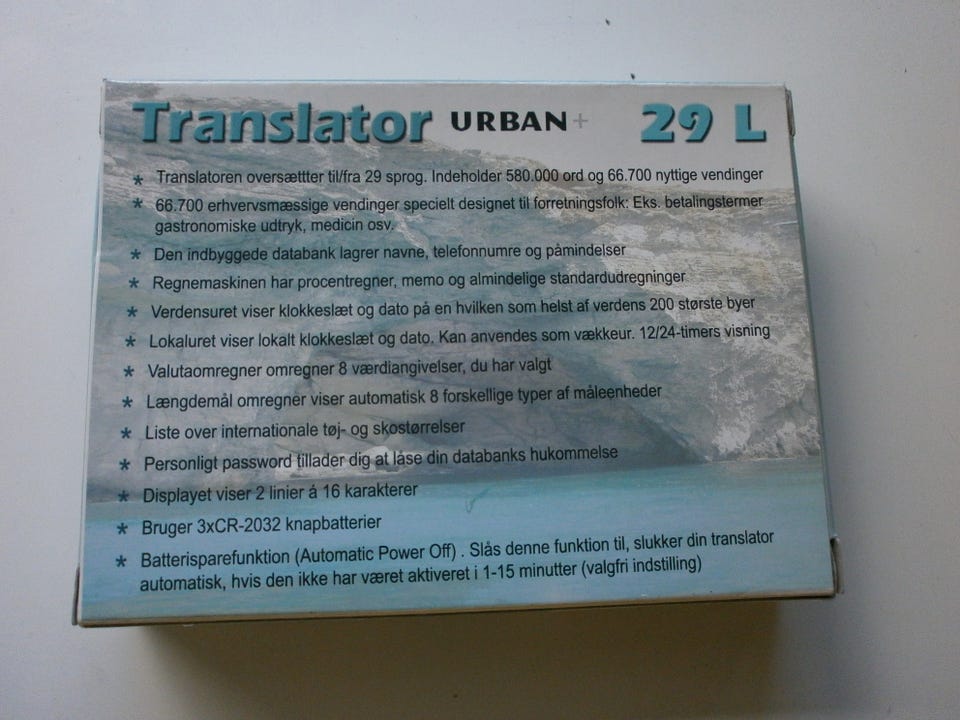 Translator URBAN+ 29 L
* Translatoren oversættter til/fra 29 sprog. Indeholder 580.000 ord og 66.700 nyttige vendinger
* 66.700 erhvervsmæssige vendinger specielt designet til forretningsfolk: Eks. betalingstermer
gastronomiske udtryk, medicin osv.
* Den indbyggede databank lagrer navne, telefonnumre og påmindelser
* Regnemaskinen har procentregner, memo og almindelige standardudregninger
* Verdensuret viser klokkeslæt og dato på en hvilken som helst af verdens 200 største byer
* Lokaluret viser lokalt klokkeslæt og dato. Kan anvendes som vækkeur. 12/24-timers visning
* Valutaomregner omregner 8 værdiangivelser, du har valgt
* Længdemål omregner viser automatisk 8 forskellige typer af måleenheder
* Liste over internationale tøj- og skostørrelser
* Personligt password tillader dig at låse din databanks hukommelse
* Displayet viser 2 linier á 16 karakterer
* Bruger 3xCR-2032 knapbatterier
* Batterisparefunktion (Automatic Power Off) . Slås denne funktion til, slukker din translator
automatisk, hvis den ikke har været aktiveret i 1-15 minutter (valgfri indstilling)